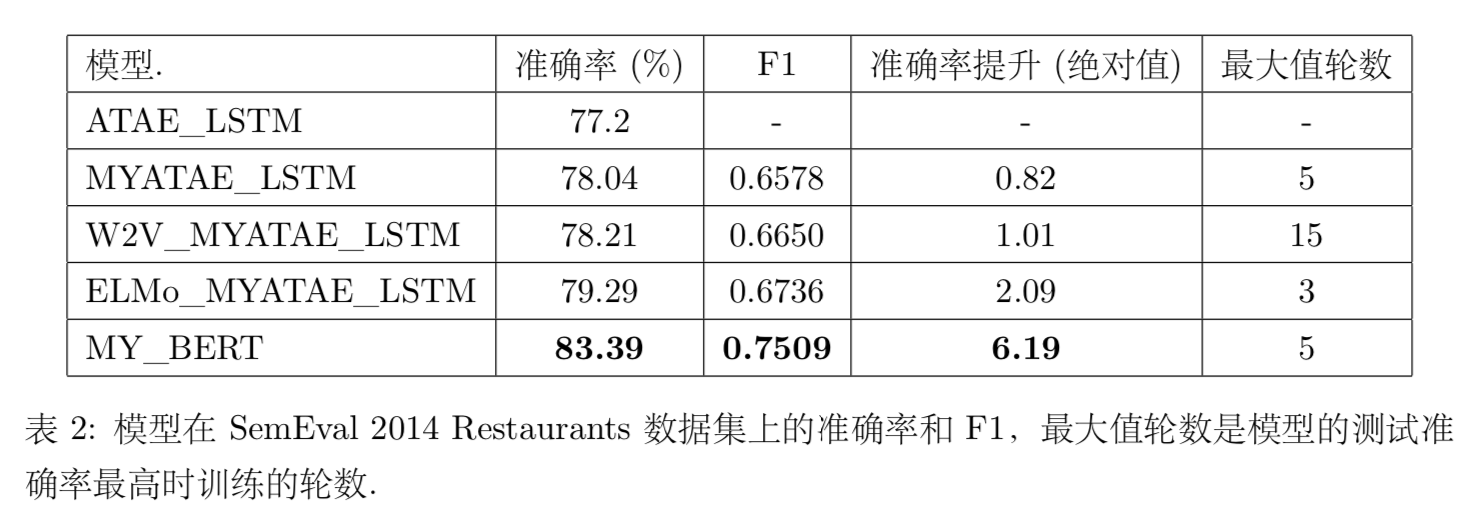 模型. 准确率 (%) F1 准确率提升 (绝对值) 最大值轮数
ATAE_LSTM 77.2 - - -
MYATAE_LSTM 78.04 0.6578 0.82 5
W2V_MYATAE_LSTM 78.21 0.6650 1.01 15
ELMo_MYATAE_LSTM 79.29 0.6736 2.09 3
MY_BERT 83.39 0.7509 6.19 5
表 2: 模型在 SemEval 2014 Restaurants 数据集上的准确率和 F1，最大值轮数是模型的测试准
确率最高时训练的轮数.